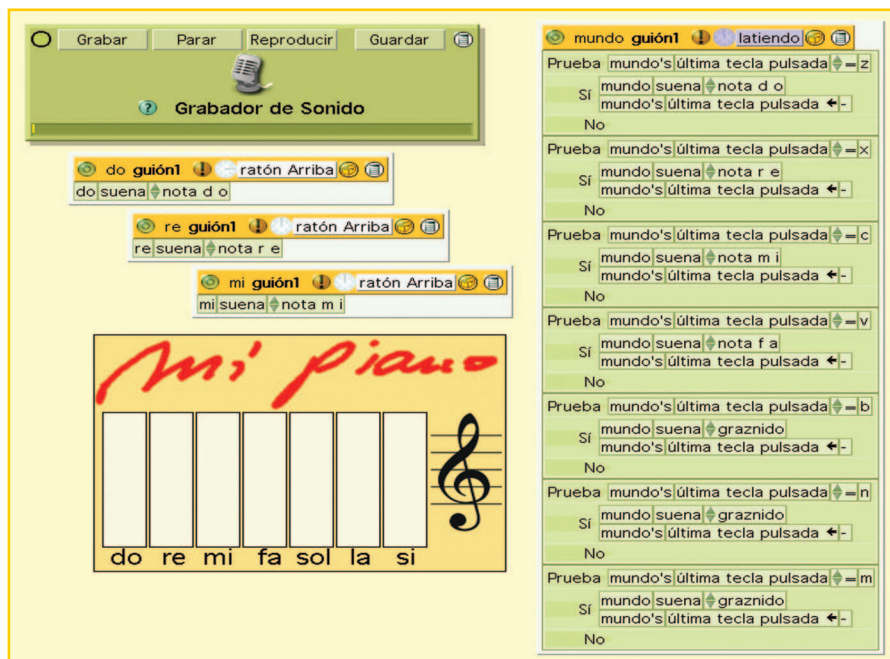 Grabar Parar Reproducir Guardar
Grabador de Sonido
do guión1 ratón Arriba
do suena nota d o
re guión1 ratón Arriba
re suena nota r e
mi guión1 ratón Arriba
mi suena nota m i
mi piano
do re mi fa sol la si
mundo guión1 latiendo
Prueba mundo's última tecla pulsada = z
Sí mundo suena nota d o
mundo's última tecla pulsada ← -
No
Prueba mundo's última tecla pulsada = x
Sí mundo suena nota r e
mundo's última tecla pulsada ← -
No
Prueba mundo's última tecla pulsada = c
Sí mundo suena nota m i
mundo's última tecla pulsada ← -
No
Prueba mundo's última tecla pulsada = v
Sí mundo suena nota f a
mundo's última tecla pulsada ← -
No
Prueba mundo's última tecla pulsada = b
Sí mundo suena graznido
mundo's última tecla pulsada ← -
No
Prueba mundo's última tecla pulsada = n
Sí mundo suena graznido
mundo's última tecla pulsada ← -
No
Prueba mundo's última tecla pulsada = m
Sí mundo suena graznido
mundo's última tecla pulsada ← -
No